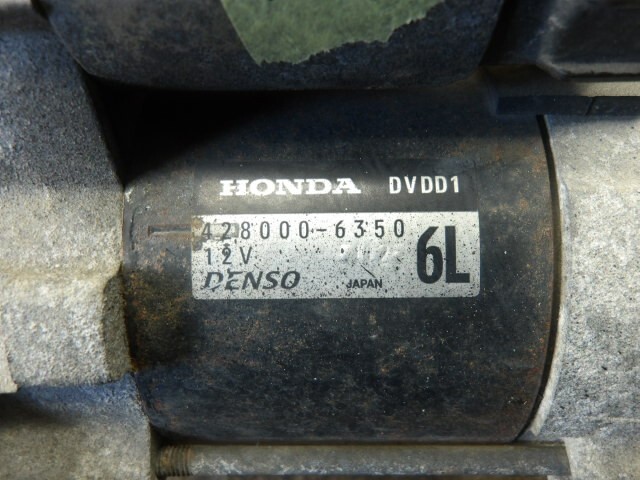 HONDA DVDD1
428000-6350
12V
6L
DENSO JAPAN